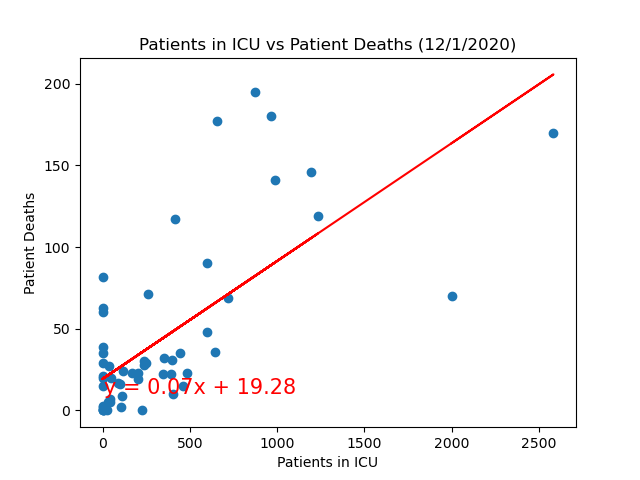 Patients in ICU vs Patient Deaths (12/1/2020)
Patient Deaths
200
150
100
50
0
y = 0.07x + 19.28
0 500 1000 1500 2000 2500
Patients in ICU